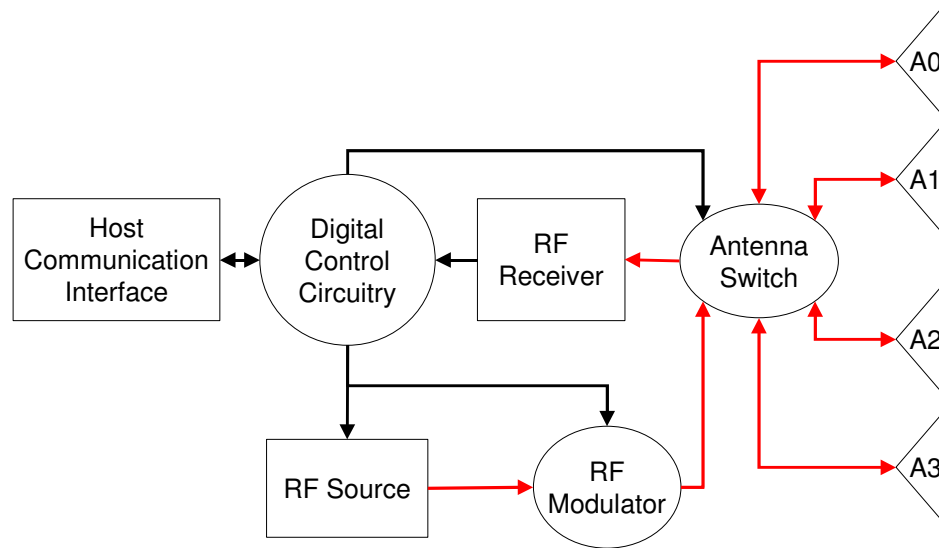 Host
Communication
Interface
Digital
Control
Circuitry
RF
Receiver
Antenna
Switch
A0
A1
A2
A3
RF Source
RF
Modulator